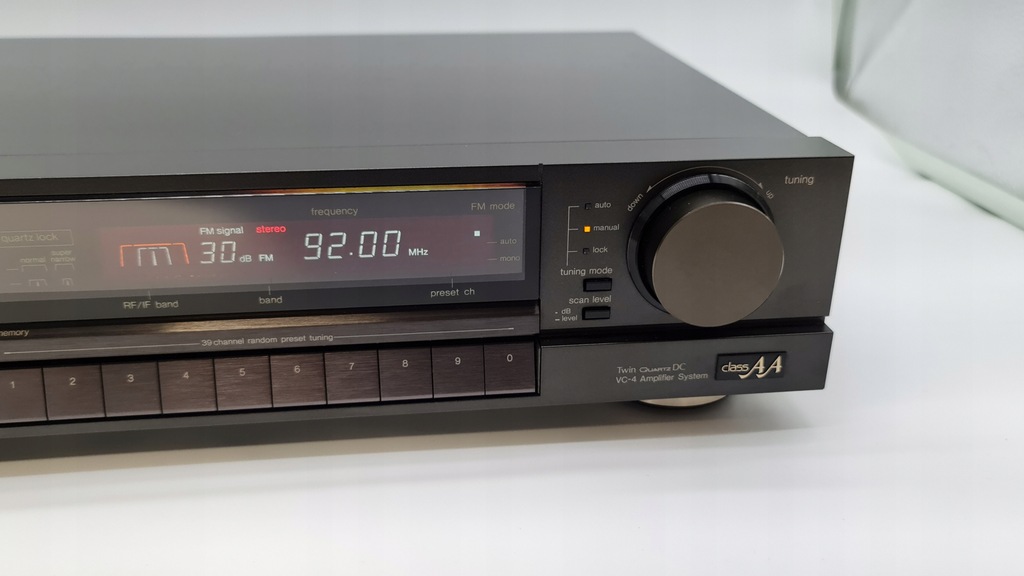 quartz lock
normal
super narrow
RF/IF band
FM signal
30 dB FM
stereo
band
frequency
92.00 MHz
FM mode
auto
mono
preset ch
memory
39 channel random preset tuning
1 2 3 4 5 6 7 8 9 0
auto
manual
lock
tuning mode
scan level
dB
level
down
up
tuning
Twin QUARTZ DC
VC-4 Amplifier System
class AA